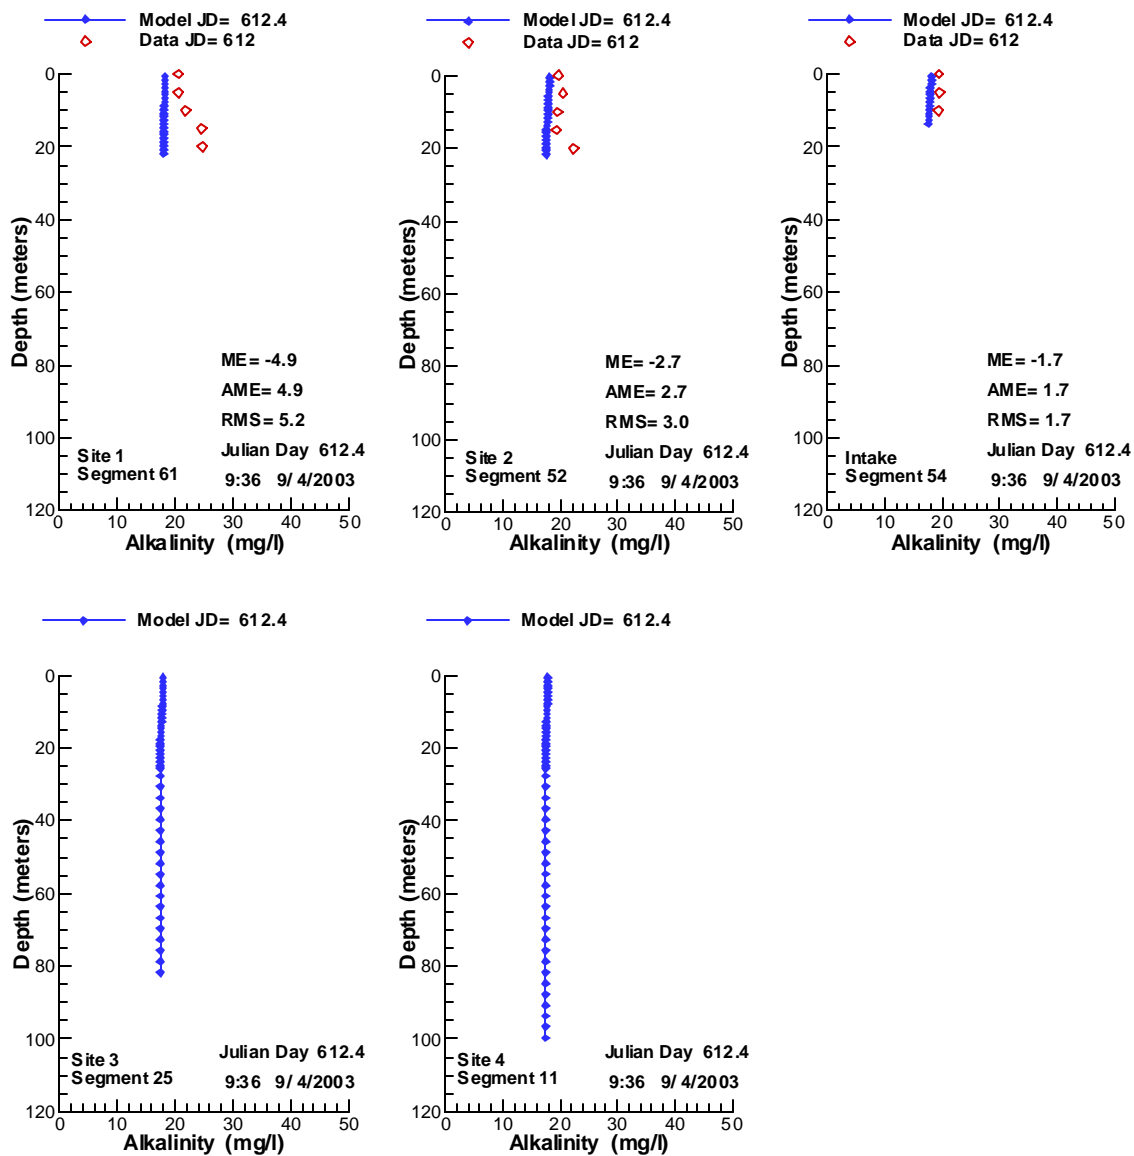 Model JD= 612.4
Data JD= 612
0
20
40
60
80
100
120
Depth (meters)
ME= -4.9
AME= 4.9
RMS= 5.2
Julian Day 612.4
9:36 9/ 4/2003
Site 1
Segment 61
0 10 20 30 40 50
Alkalinity (mg/l)
Model JD= 612.4
Data JD= 612
0
20
40
60
80
100
120
Depth (meters)
ME= -2.7
AME= 2.7
RMS= 3.0
Julian Day 612.4
9:36 9/ 4/2003
Site 2
Segment 52
0 10 20 30 40 50
Alkalinity (mg/l)
Model JD= 612.4
Data JD= 612
0
20
40
60
80
100
120
Depth (meters)
ME= -1.7
AME= 1.7
RMS= 1.7
Julian Day 612.4
9:36 9/ 4/2003
Intake
Segment 54
0 10 20 30 40 50
Alkalinity (mg/l)
Model JD= 612.4
0
20
40
60
80
100
120
Depth (meters)
Julian Day 612.4
9:36 9/ 4/2003
Site 3
Segment 25
0 10 20 30 40 50
Alkalinity (mg/l)
Model JD= 612.4
0
20
40
60
80
100
120
Depth (meters)
Julian Day 612.4
9:36 9/ 4/2003
Site 4
Segment 11
0 10 20 30 40 50
Alkalinity (mg/l)